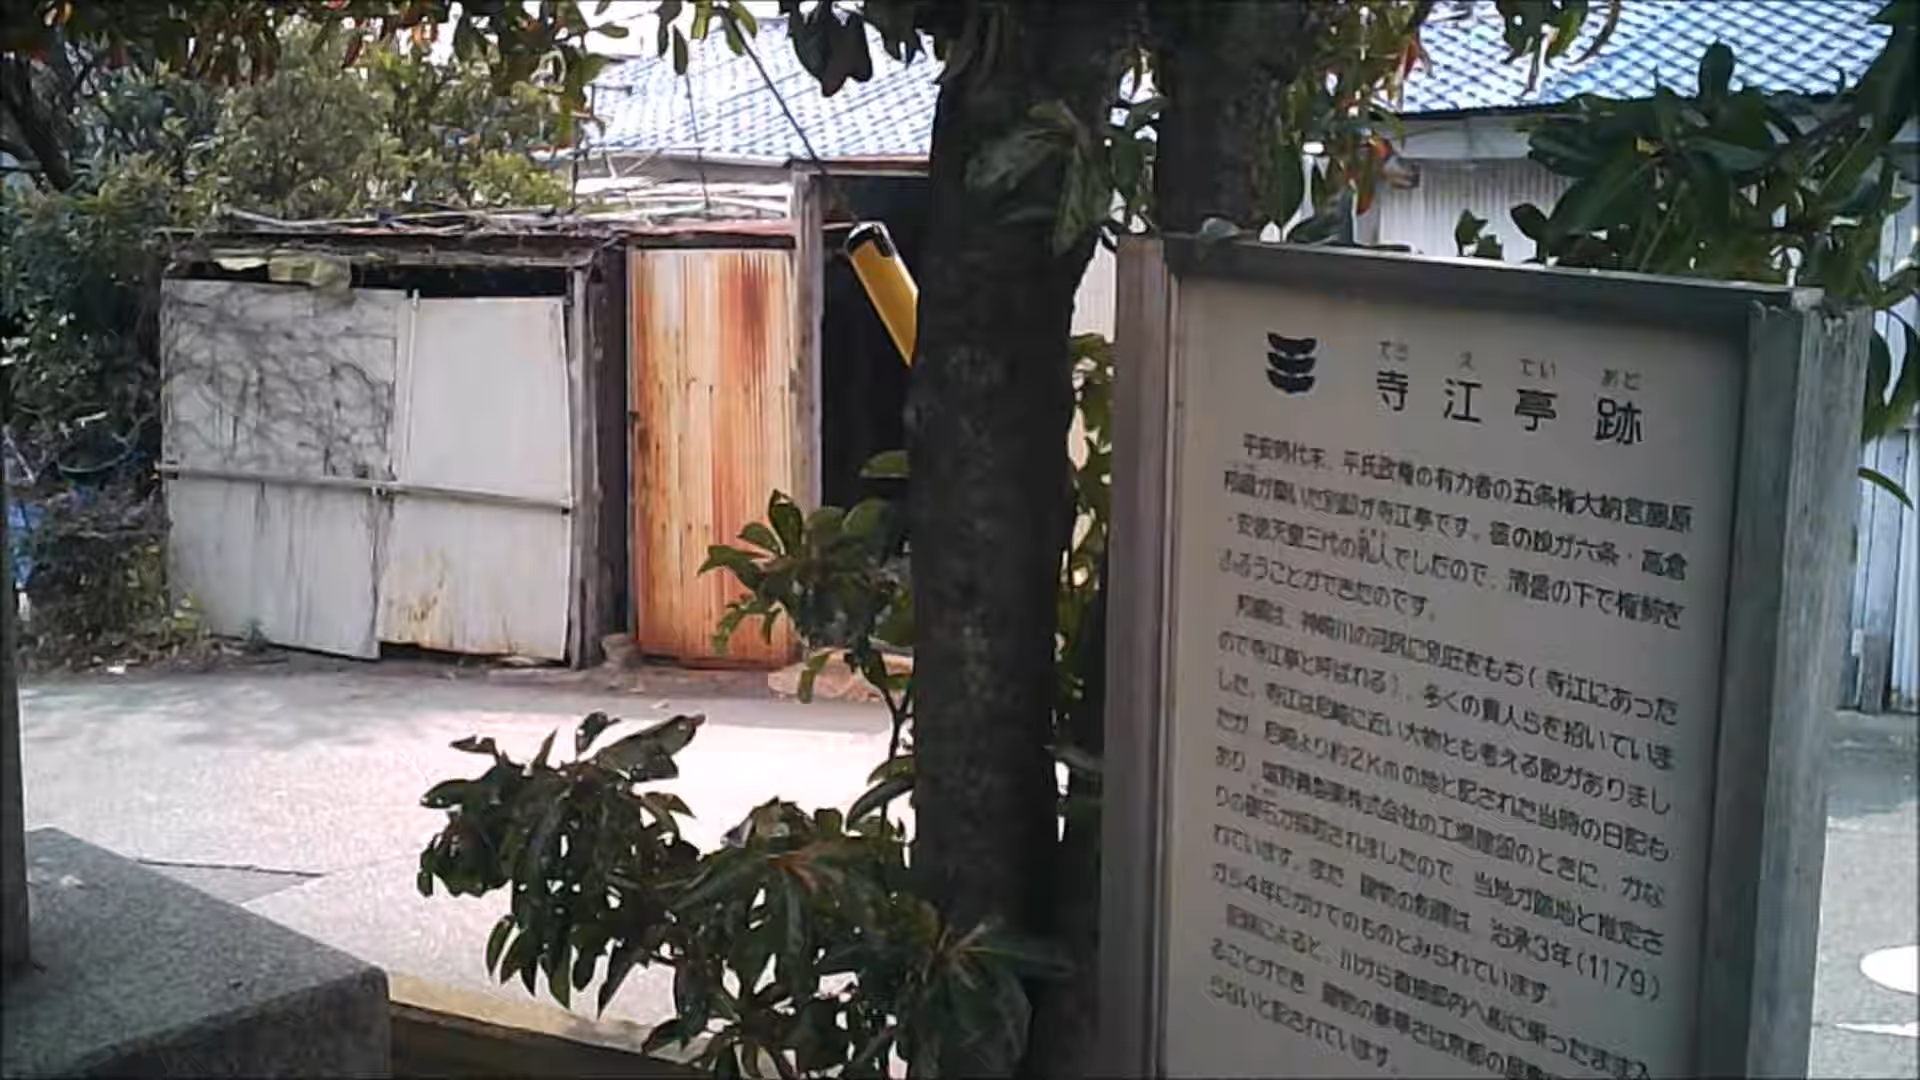 てら え てい あと
寺江亭跡
平安時代末、平氏政権の有力者の五条権大納言藤原
邦綱が築いた別邸が寺江亭です。彼の娘が六条・高倉
・安徳天皇三代の乳人でしたので、清盛の下で権勢を
ふるうことができたのです。
邦綱は、神崎川の河尻に別荘をもち(寺江にあった
ので寺江亭と呼ばれる)、多くの貴人らを招いていま
した。寺江は尼崎に近い大物とも考える説がありまし
たが、尼崎より約2Kmの地と記された当時の日記も
あり、塩野義製薬株式会社の工場建設のときに、かな
りの礎石が採取されましたので、当地が跡地と推定さ
れています。また、建物の創建は、治承3年(1179)
から4年にかけてのものとみられています。
記録によると、川から直接邸内へ船に乗ったまま入
ることができ、建物の豪華さは京都の
らないと記されています。